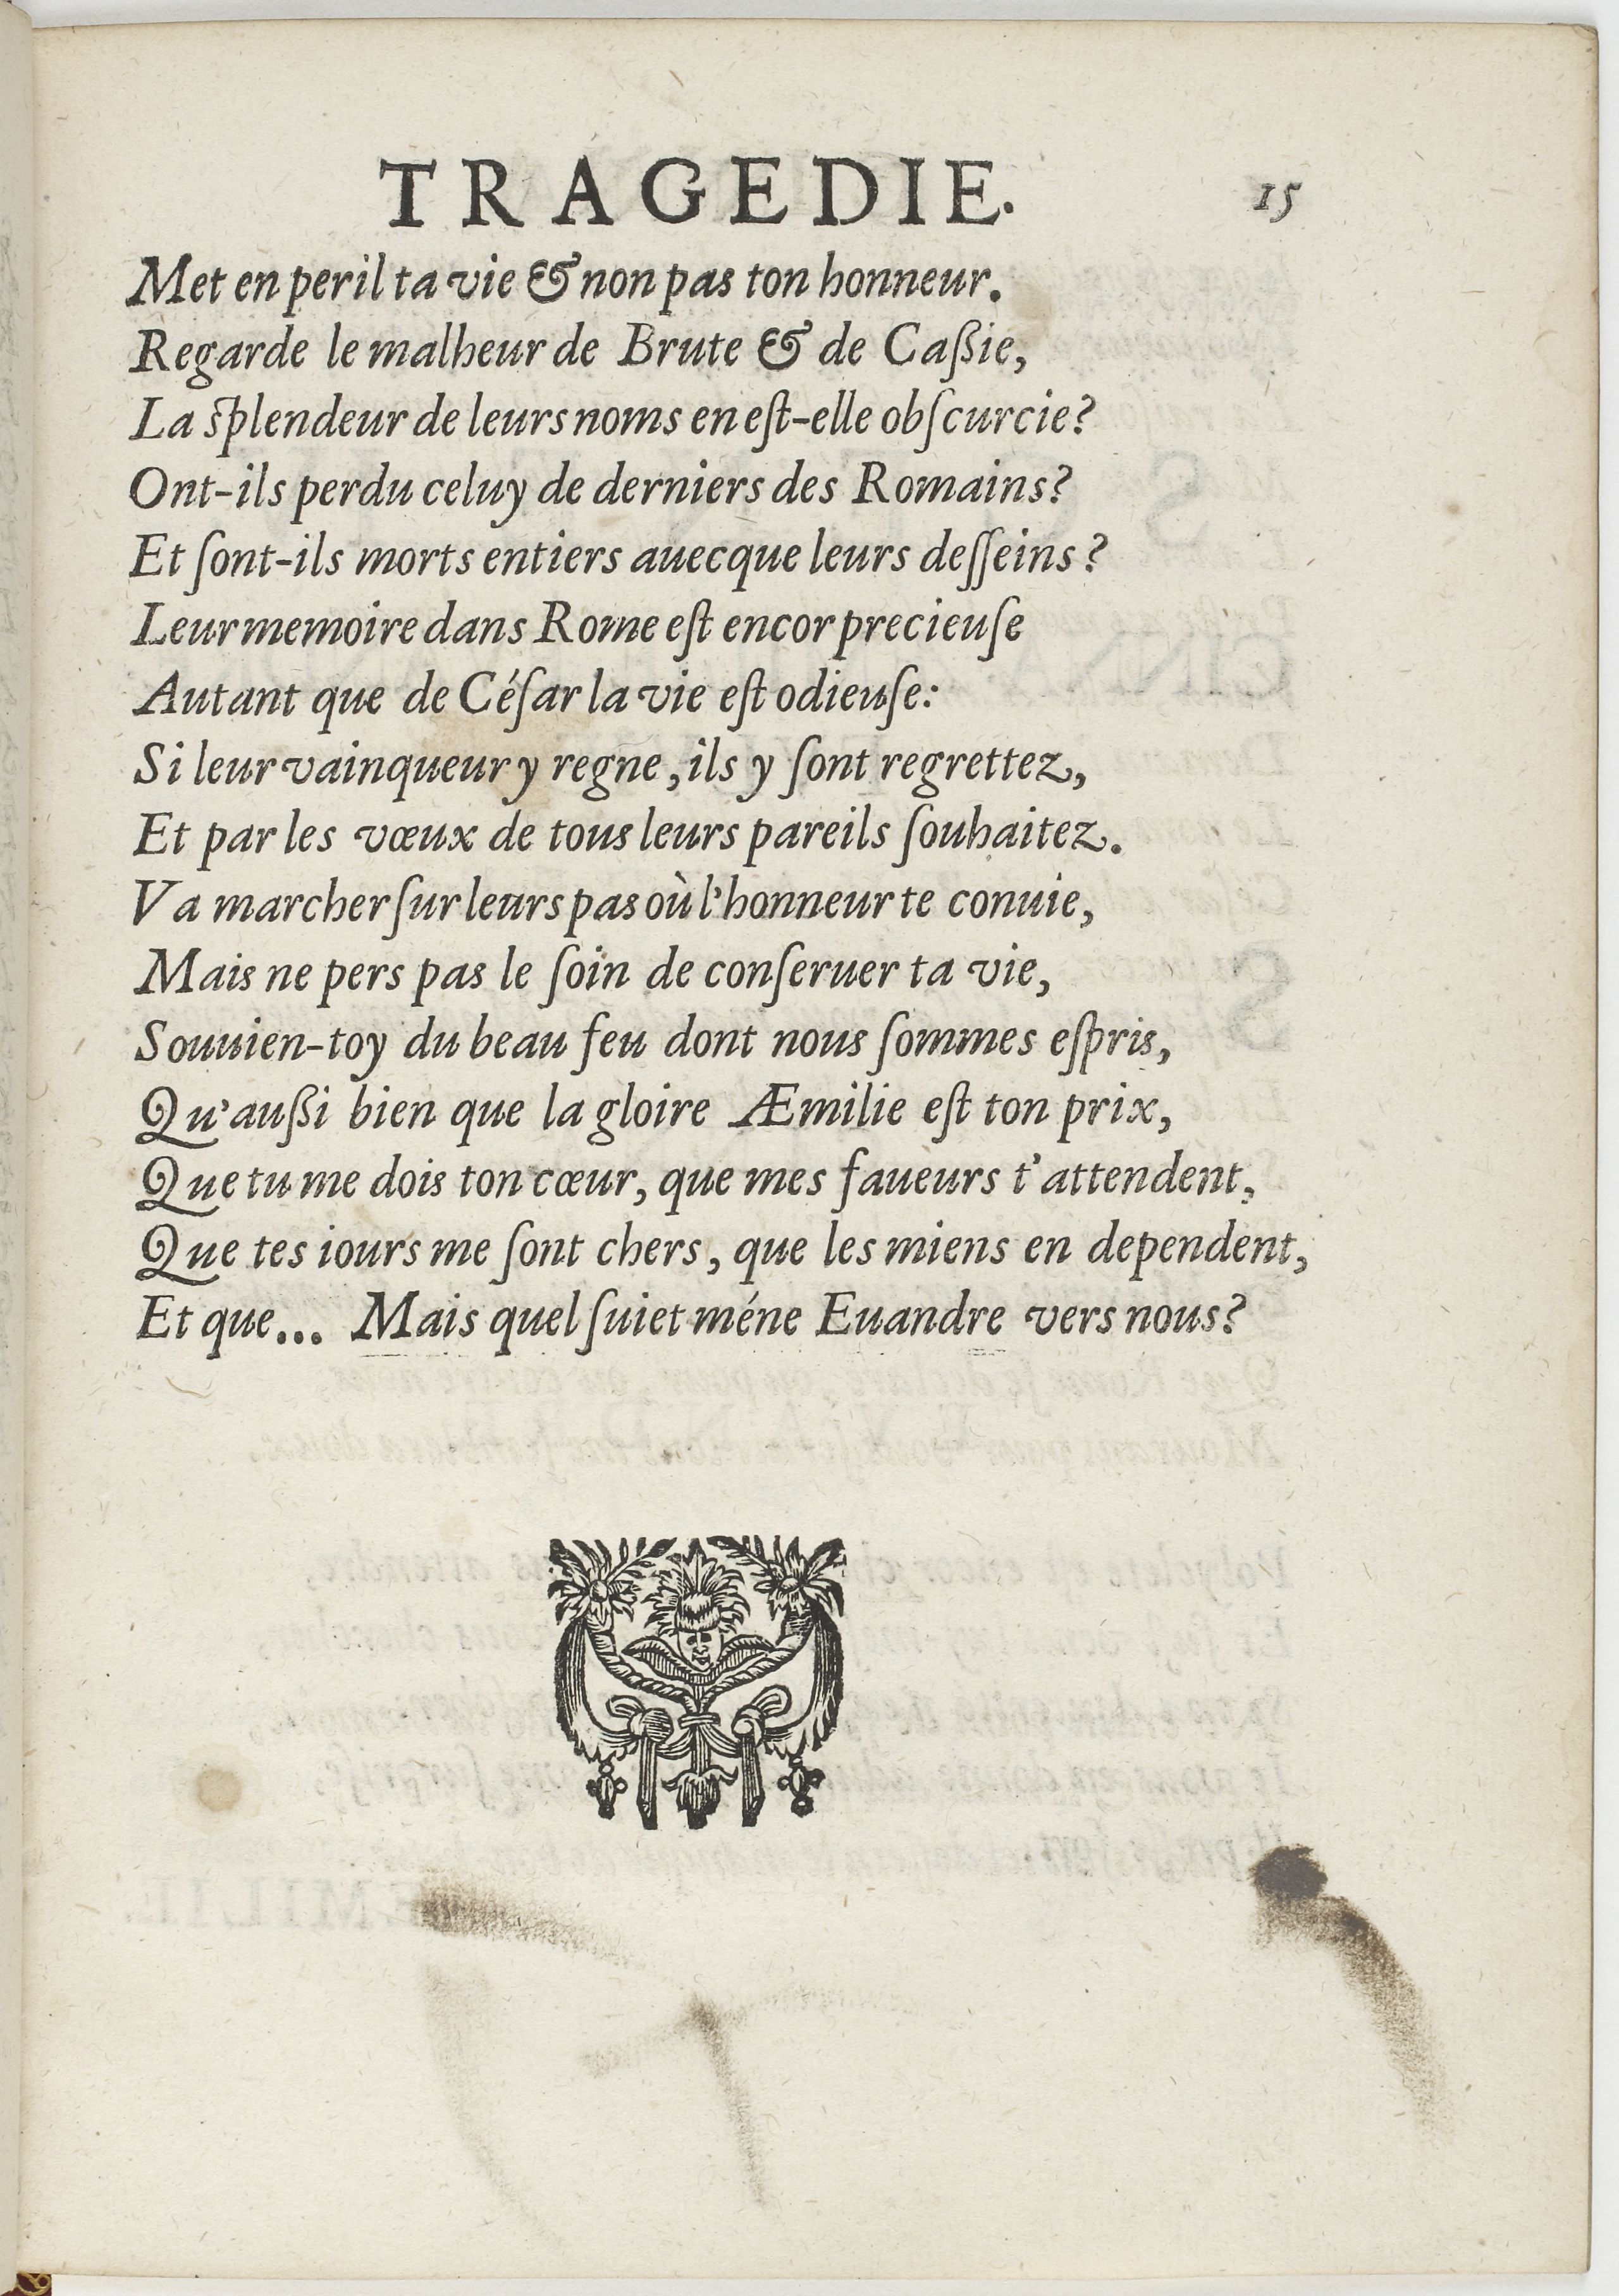 TRAGEDIE. 15
Met en peril ta vie & non pas ton honneur.
Regarde le malheur de Brute & de Caßie,
La ſplendeur de leurs noms en eſt-elle obſcurcie?
Ont-ils perdu celuy de derniers des Romains?
Et ſont-ils morts entiers auecque leurs deſſeins?
Leur memoire dans Rome eſt encor precieuſe
Autant que de Céſar la vie eſt odieuſe:
Si leur vainqueur y regne, ils y ſont regrettez,
Et par les vœux de tous leurs pareils ſouhaitez.
Va marcher ſur leurs pas où l'honneur te conuie,
Mais ne pers pas le ſoin de conſeruer ta vie,
Souuien-toy du beau feu dont nous ſommes eſpris,
Qu'außi bien que la gloire Æmilie eſt ton prix,
Que tu me dois ton cœur, que mes faueurs t'attendent,
Que tes iours me ſont chers, que les miens en dependent,
Et que... Mais quel ſuiet méne Euandre vers nous?